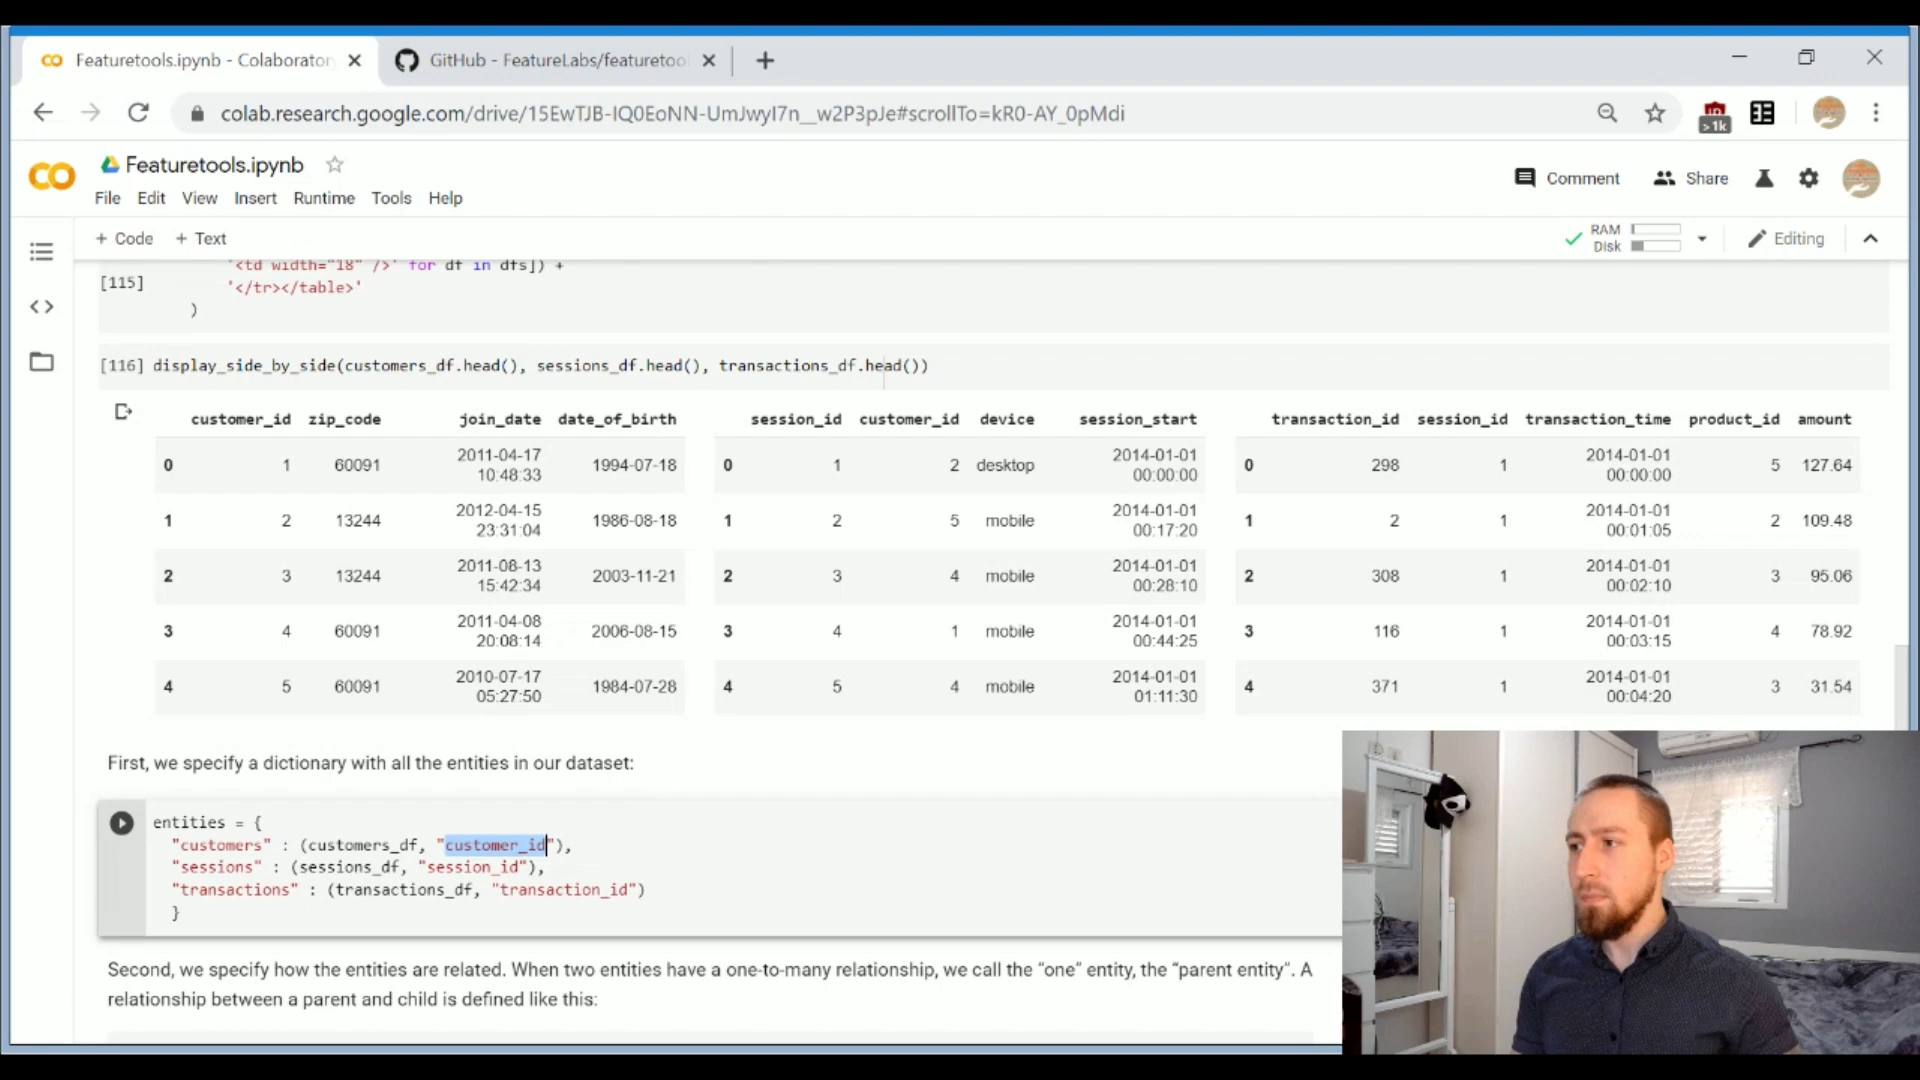 Featuretools.ipynb - Colaborator
GitHub - FeatureLabs/featuretoo
colab.research.google.com/drive/15EwTJB-IQ0EoNN-UmJwyI7n__w2P3pJe#scrollTo=kR0-AY_0pMdi
>1k
Featuretools.ipynb
File Edit View Insert Runtime Tools Help
Comment Share
+ Code + Text
RAM
Disk
Editing
'<td width="18" />' for df in dfs]) +
[115] '</tr></table>'
)
[116] display_side_by_side(customers_df.head(), sessions_df.head(), transactions_df.head())
customer_id zip_code join_date date_of_birth session_id customer_id device session_start transaction_id session_id transaction_time product_id amount
0 1 60091 2011-04-17 10:48:33 1994-07-18 0 1 2 desktop 2014-01-01 00:00:00 0 298 1 2014-01-01 00:00:00 5 127.64
1 2 13244 2012-04-15 23:31:04 1986-08-18 1 2 5 mobile 2014-01-01 00:17:20 1 2 1 2014-01-01 00:01:05 2 109.48
2 3 13244 2011-08-13 15:42:34 2003-11-21 2 3 4 mobile 2014-01-01 00:28:10 2 308 1 2014-01-01 00:02:10 3 95.06
3 4 60091 2011-04-08 20:08:14 2006-08-15 3 4 1 mobile 2014-01-01 00:44:25 3 116 1 2014-01-01 00:03:15 4 78.92
4 5 60091 2010-07-17 05:27:50 1984-07-28 4 5 4 mobile 2014-01-01 01:11:30 4 371 1 2014-01-01 00:04:20 3 31.54
First, we specify a dictionary with all the entities in our dataset:
entities = {
"customers" : (customers_df, "customer_id"),
"sessions" : (sessions_df, "session_id"),
"transactions" : (transactions_df, "transaction_id")
}
Second, we specify how the entities are related. When two entities have a one-to-many relationship, we call the “one” entity, the “parent entity”. A
relationship between a parent and child is defined like this: